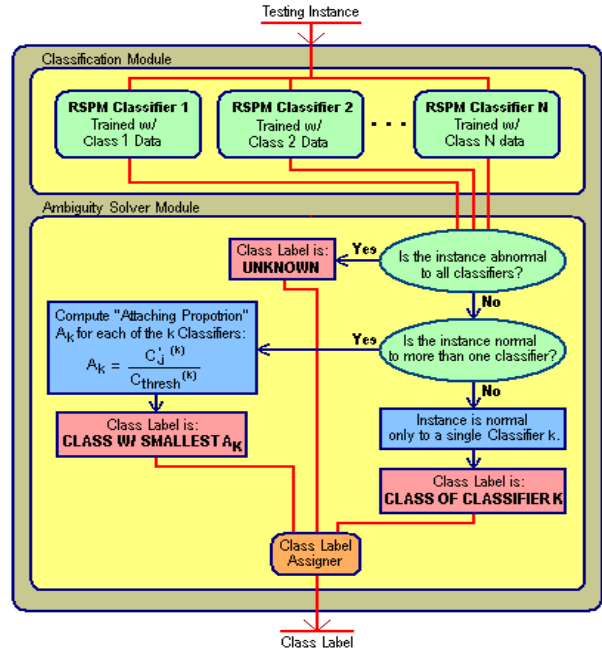 Testing Instance
Classification Module
RSPM Classifier 1
Trained w/
Class 1 Data
RSPM Classifier 2
Trained w/
Class 2 Data
. . .
RSPM Classifier N
Trained w/
Class N data
Ambiguity Solver Module
Is the instance abnormal
to all classifiers?
Yes
Class Label is:
UNKNOWN
No
Is the instance normal
to more than one classifier?
Yes
Compute "Attaching Propotrion"
Ak for each of the k Classifiers:
Ak = C'j (k) / Cthresh (k)
Class Label is:
CLASS W/ SMALLEST AK
No
Instance is normal
only to a single Classifier k.
Class Label is:
CLASS OF CLASSIFIER K
Class Label
Assigner
Class Label